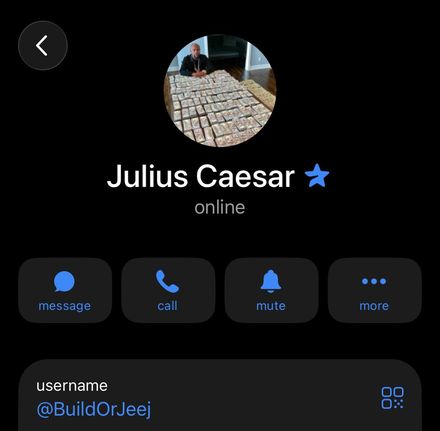 Julius Caesar
online
message
call
mute
more
username
@BuildOrJeej